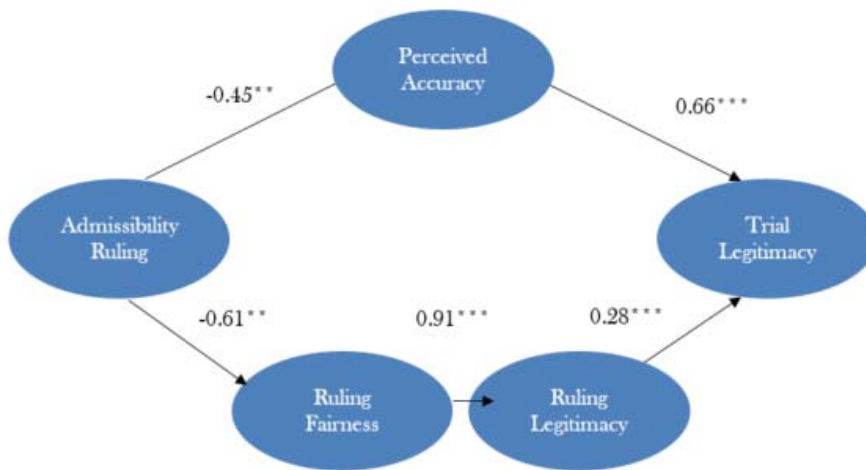 Perceived
Accuracy
-0.45**
0.66***
Admissibility
Ruling
Trial
Legitimacy
-0.61**
0.91***
0.28***
Ruling
Fairness
Ruling
Legitimacy